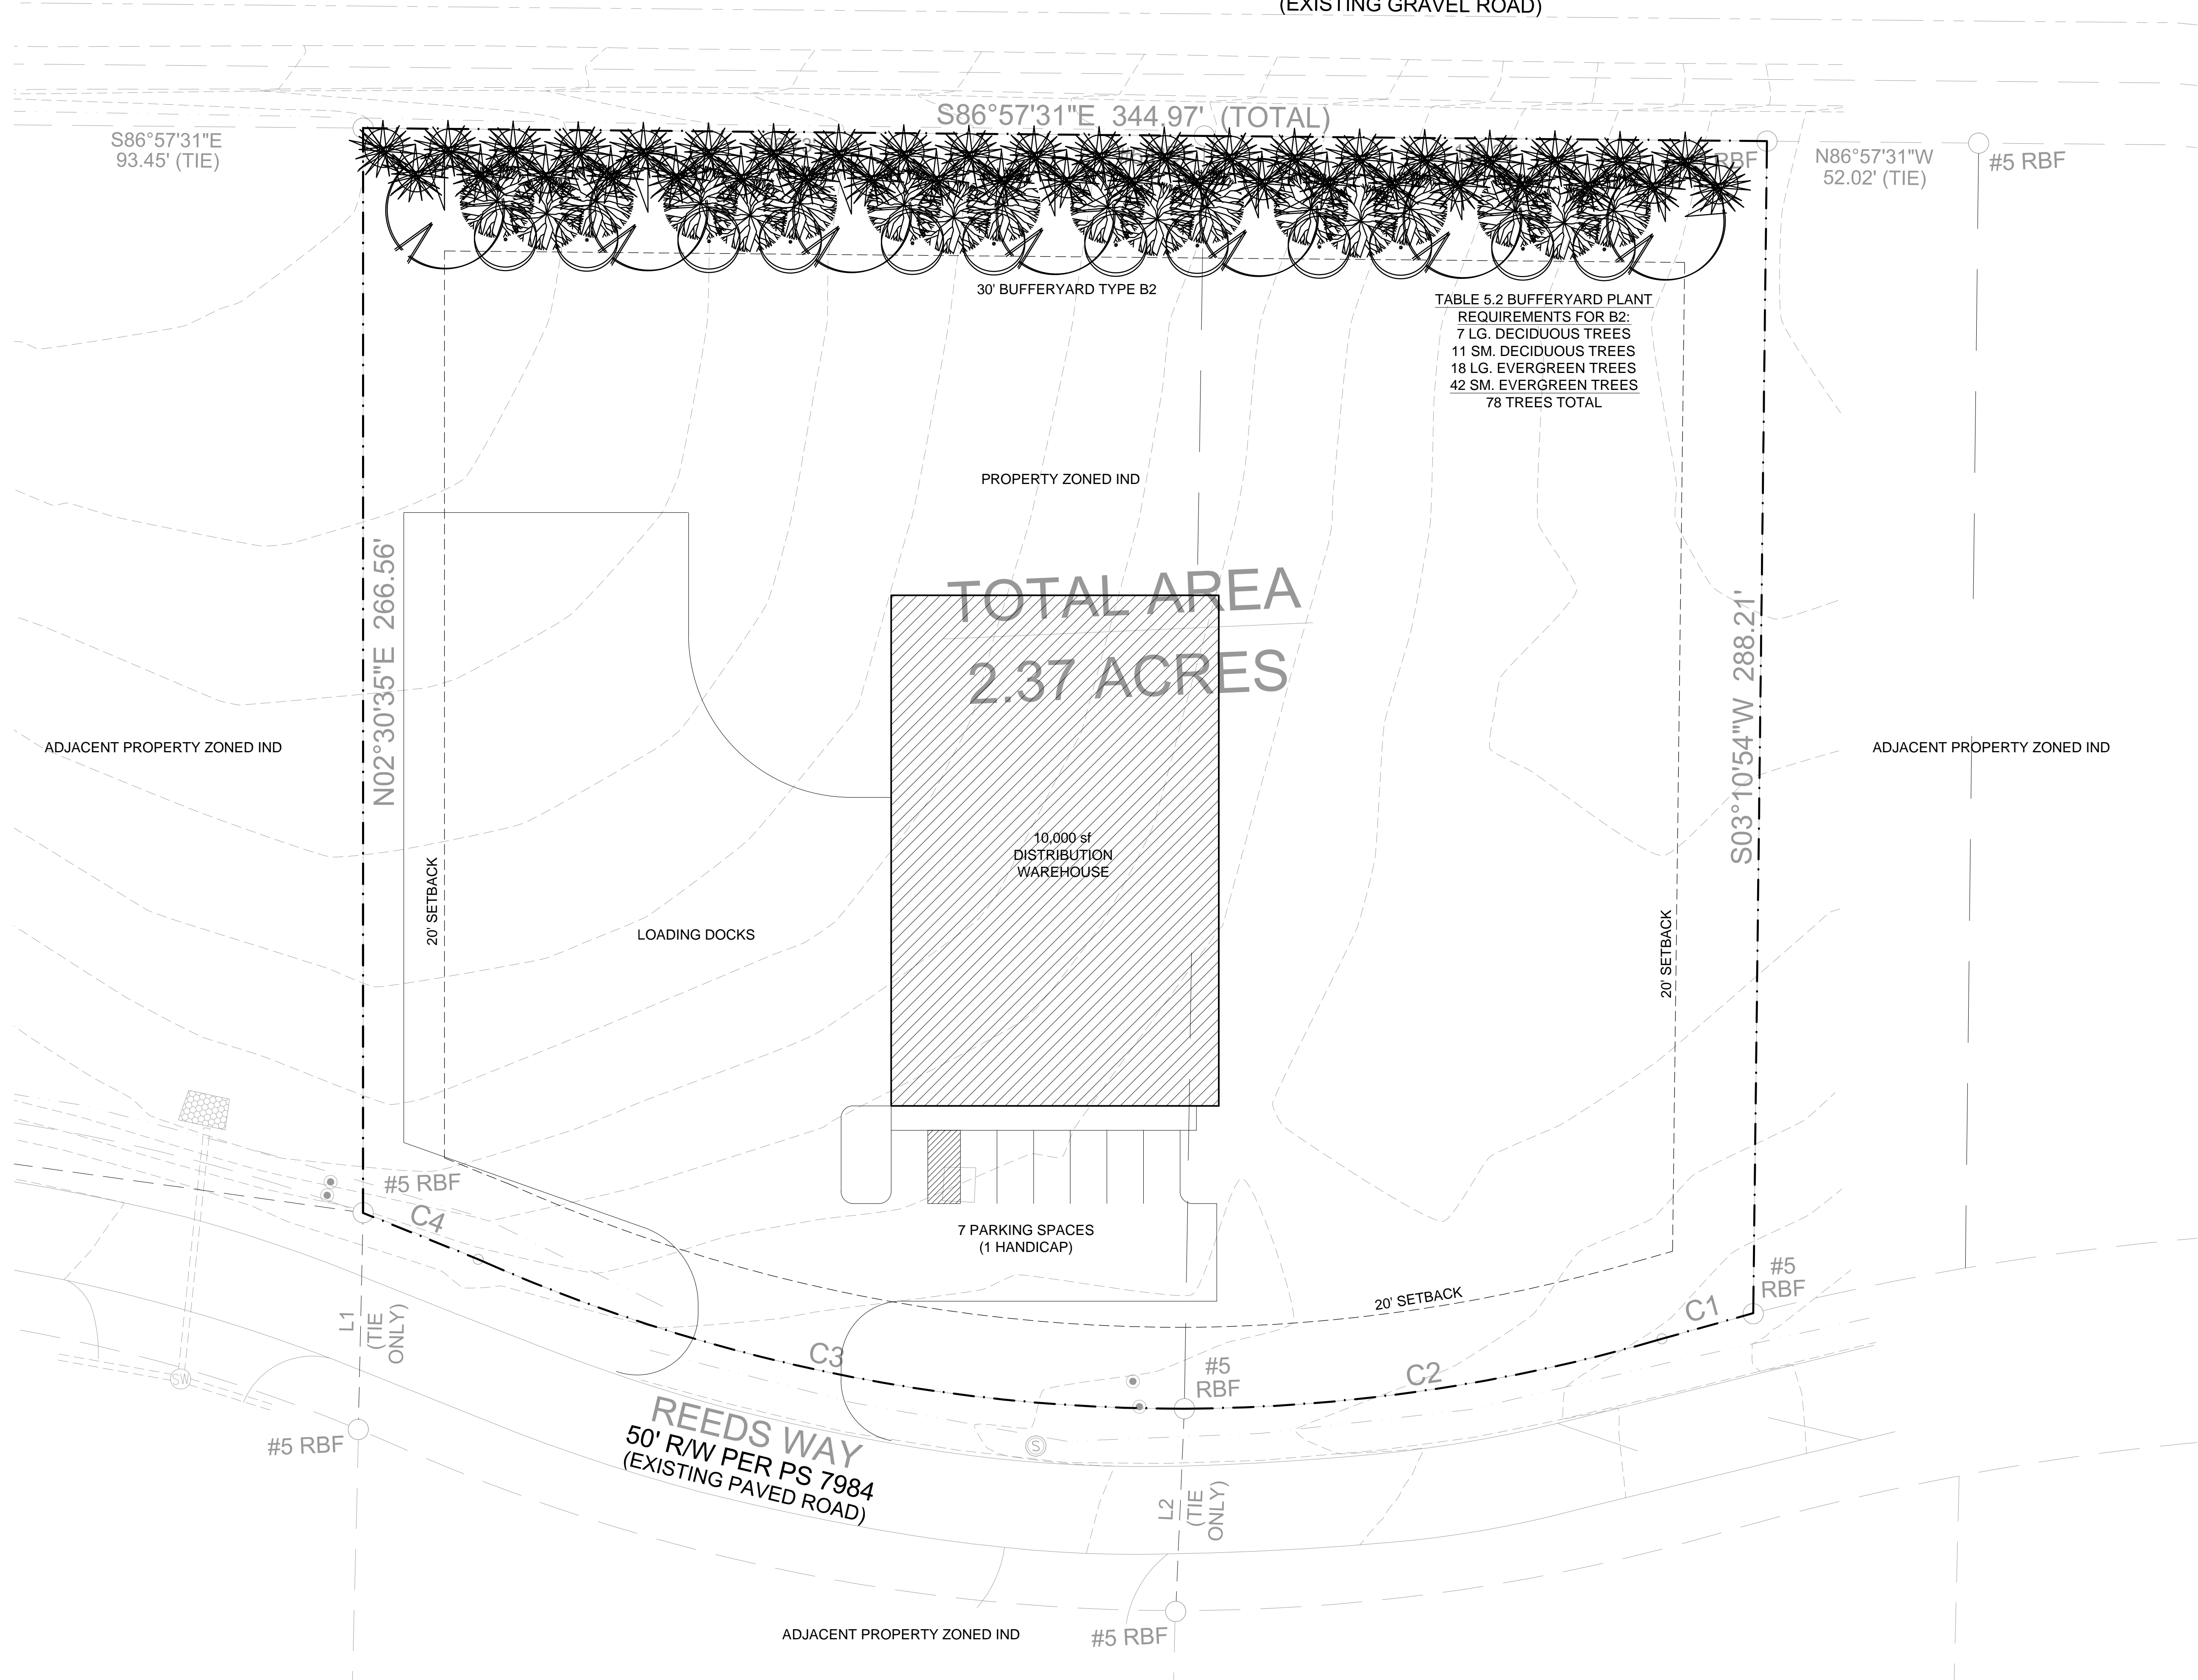 (EXISTING GRAVEL ROAD)
S86°57'31"E 344.97' (TOTAL)
S86°57'31"E
93.45' (TIE)
RBF
N86°57'31"W
52.02' (TIE)
#5 RBF
30' BUFFERYARD TYPE B2
TABLE 5.2 BUFFERYARD PLANT
REQUIREMENTS FOR B2:
7 LG. DECIDUOUS TREES
11 SM. DECIDUOUS TREES
18 LG. EVERGREEN TREES
42 SM. EVERGREEN TREES
78 TREES TOTAL
PROPERTY ZONED IND
N02°30'35"E 266.56'
TOTAL AREA
2.37 ACRES
S03°10'54"W 288.21'
ADJACENT PROPERTY ZONED IND
ADJACENT PROPERTY ZONED IND
10,000 sf
DISTRIBUTION
WAREHOUSE
20' SETBACK
LOADING DOCKS
20' SETBACK
#5 RBF
C4
7 PARKING SPACES
(1 HANDICAP)
20' SETBACK
#5
RBF
C1
L1
(TIE
ONLY)
C3
#5
RBF
C2
SW
REEDS WAY
50' R/W PER PS 7984
(EXISTING PAVED ROAD)
#5 RBF
S
L2
(TIE
ONLY)
ADJACENT PROPERTY ZONED IND
#5 RBF